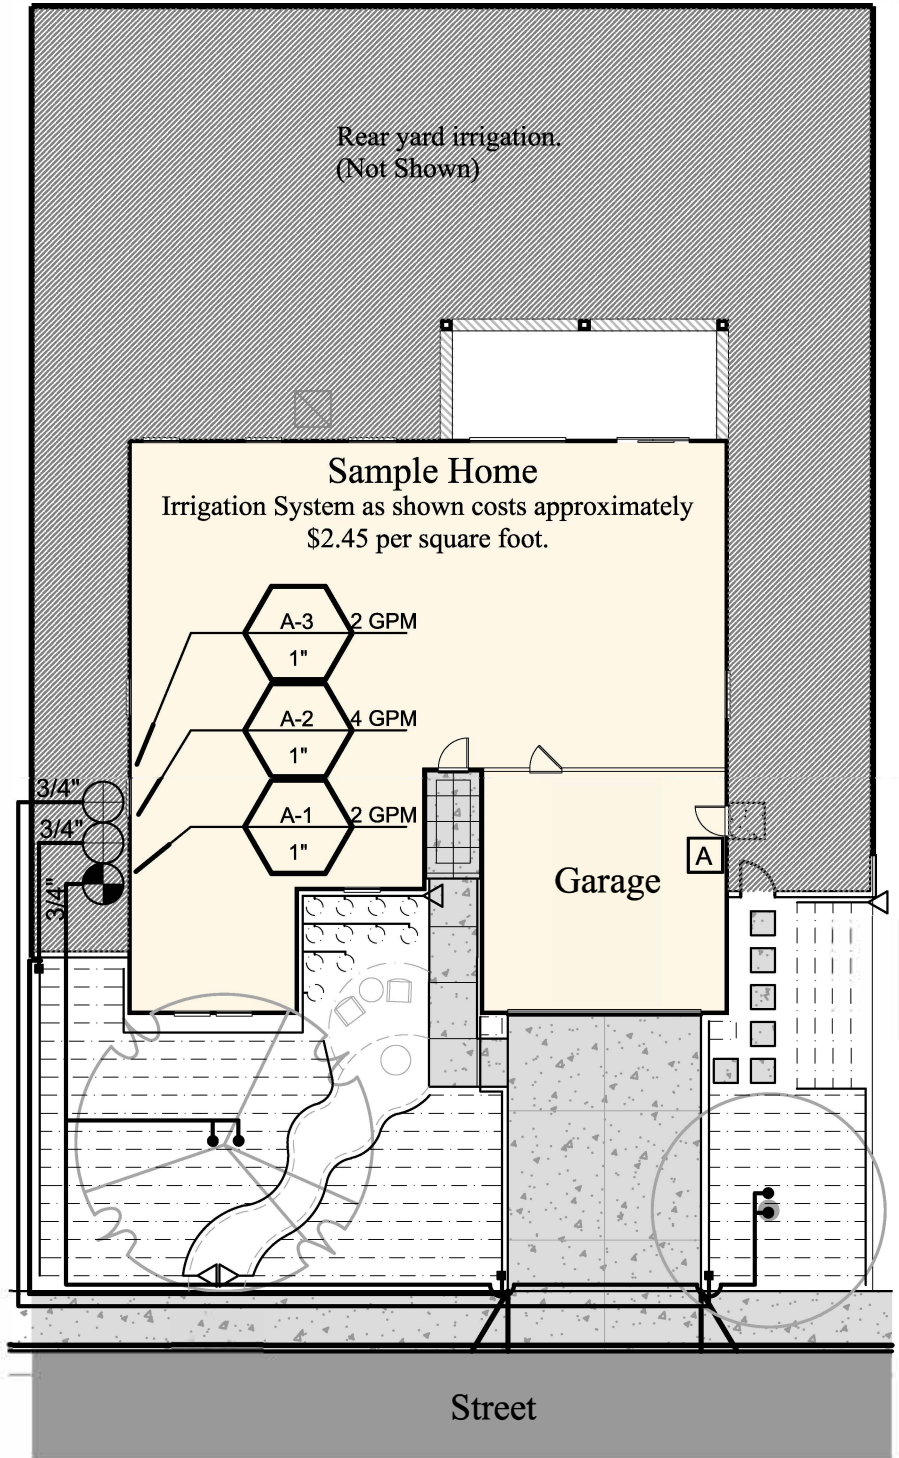 Rear yard irrigation.
(Not Shown)
Sample Home
Irrigation System as shown costs approximately
$2.45 per square foot.
A-3 2 GPM
1"
A-2 4 GPM
1"
3/4"
A-1 2 GPM
3/4"
1"
A
Garage
3/4"
Street